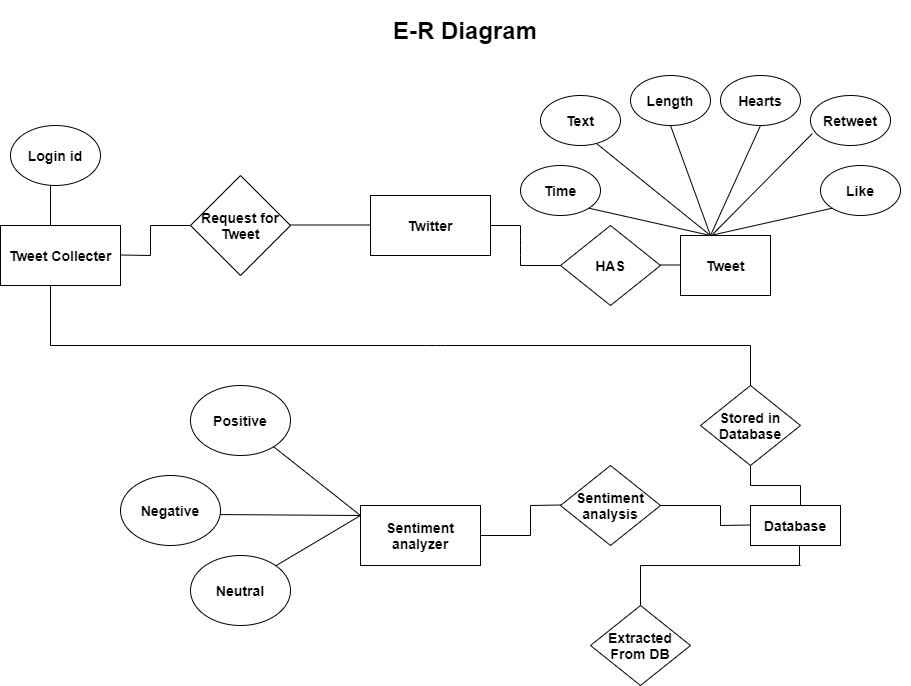 E-R Diagram
Length
Hearts
Text
Retweet
Login id
Time
Like
Request for
Tweet
Twitter
Tweet Collecter
HAS
Tweet
Stored in
Database
Positive
Negative
Sentiment
analysis
Sentiment
analyzer
Database
Neutral
Extracted
From DB